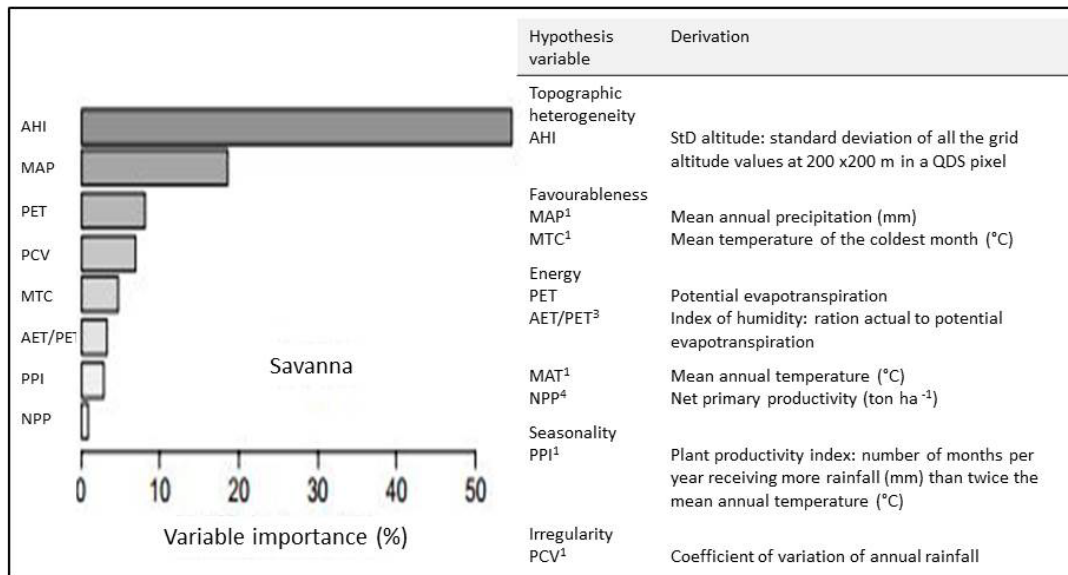 AHI
MAP
PET
PCV
MTC
AET/PET
PPI
NPP
Savanna
0 10 20 30 40 50
Variable importance (%)
Hypothesis variable Derivation
Topographic
heterogeneity
AHI StD altitude: standard deviation of all the grid
altitude values at 200 x200 m in a QDS pixel
Favourableness
MAP¹ Mean annual precipitation (mm)
MTC¹ Mean temperature of the coldest month (°C)
Energy
PET Potential evapotranspiration
AET/PET³ Index of humidity: ration actual to potential
evapotranspiration
MAT¹ Mean annual temperature (°C)
NPP⁴ Net primary productivity (ton ha ⁻¹)
Seasonality
PPI¹ Plant productivity index: number of months per
year receiving more rainfall (mm) than twice the
mean annual temperature (°C)
Irregularity
PCV¹ Coefficient of variation of annual rainfall